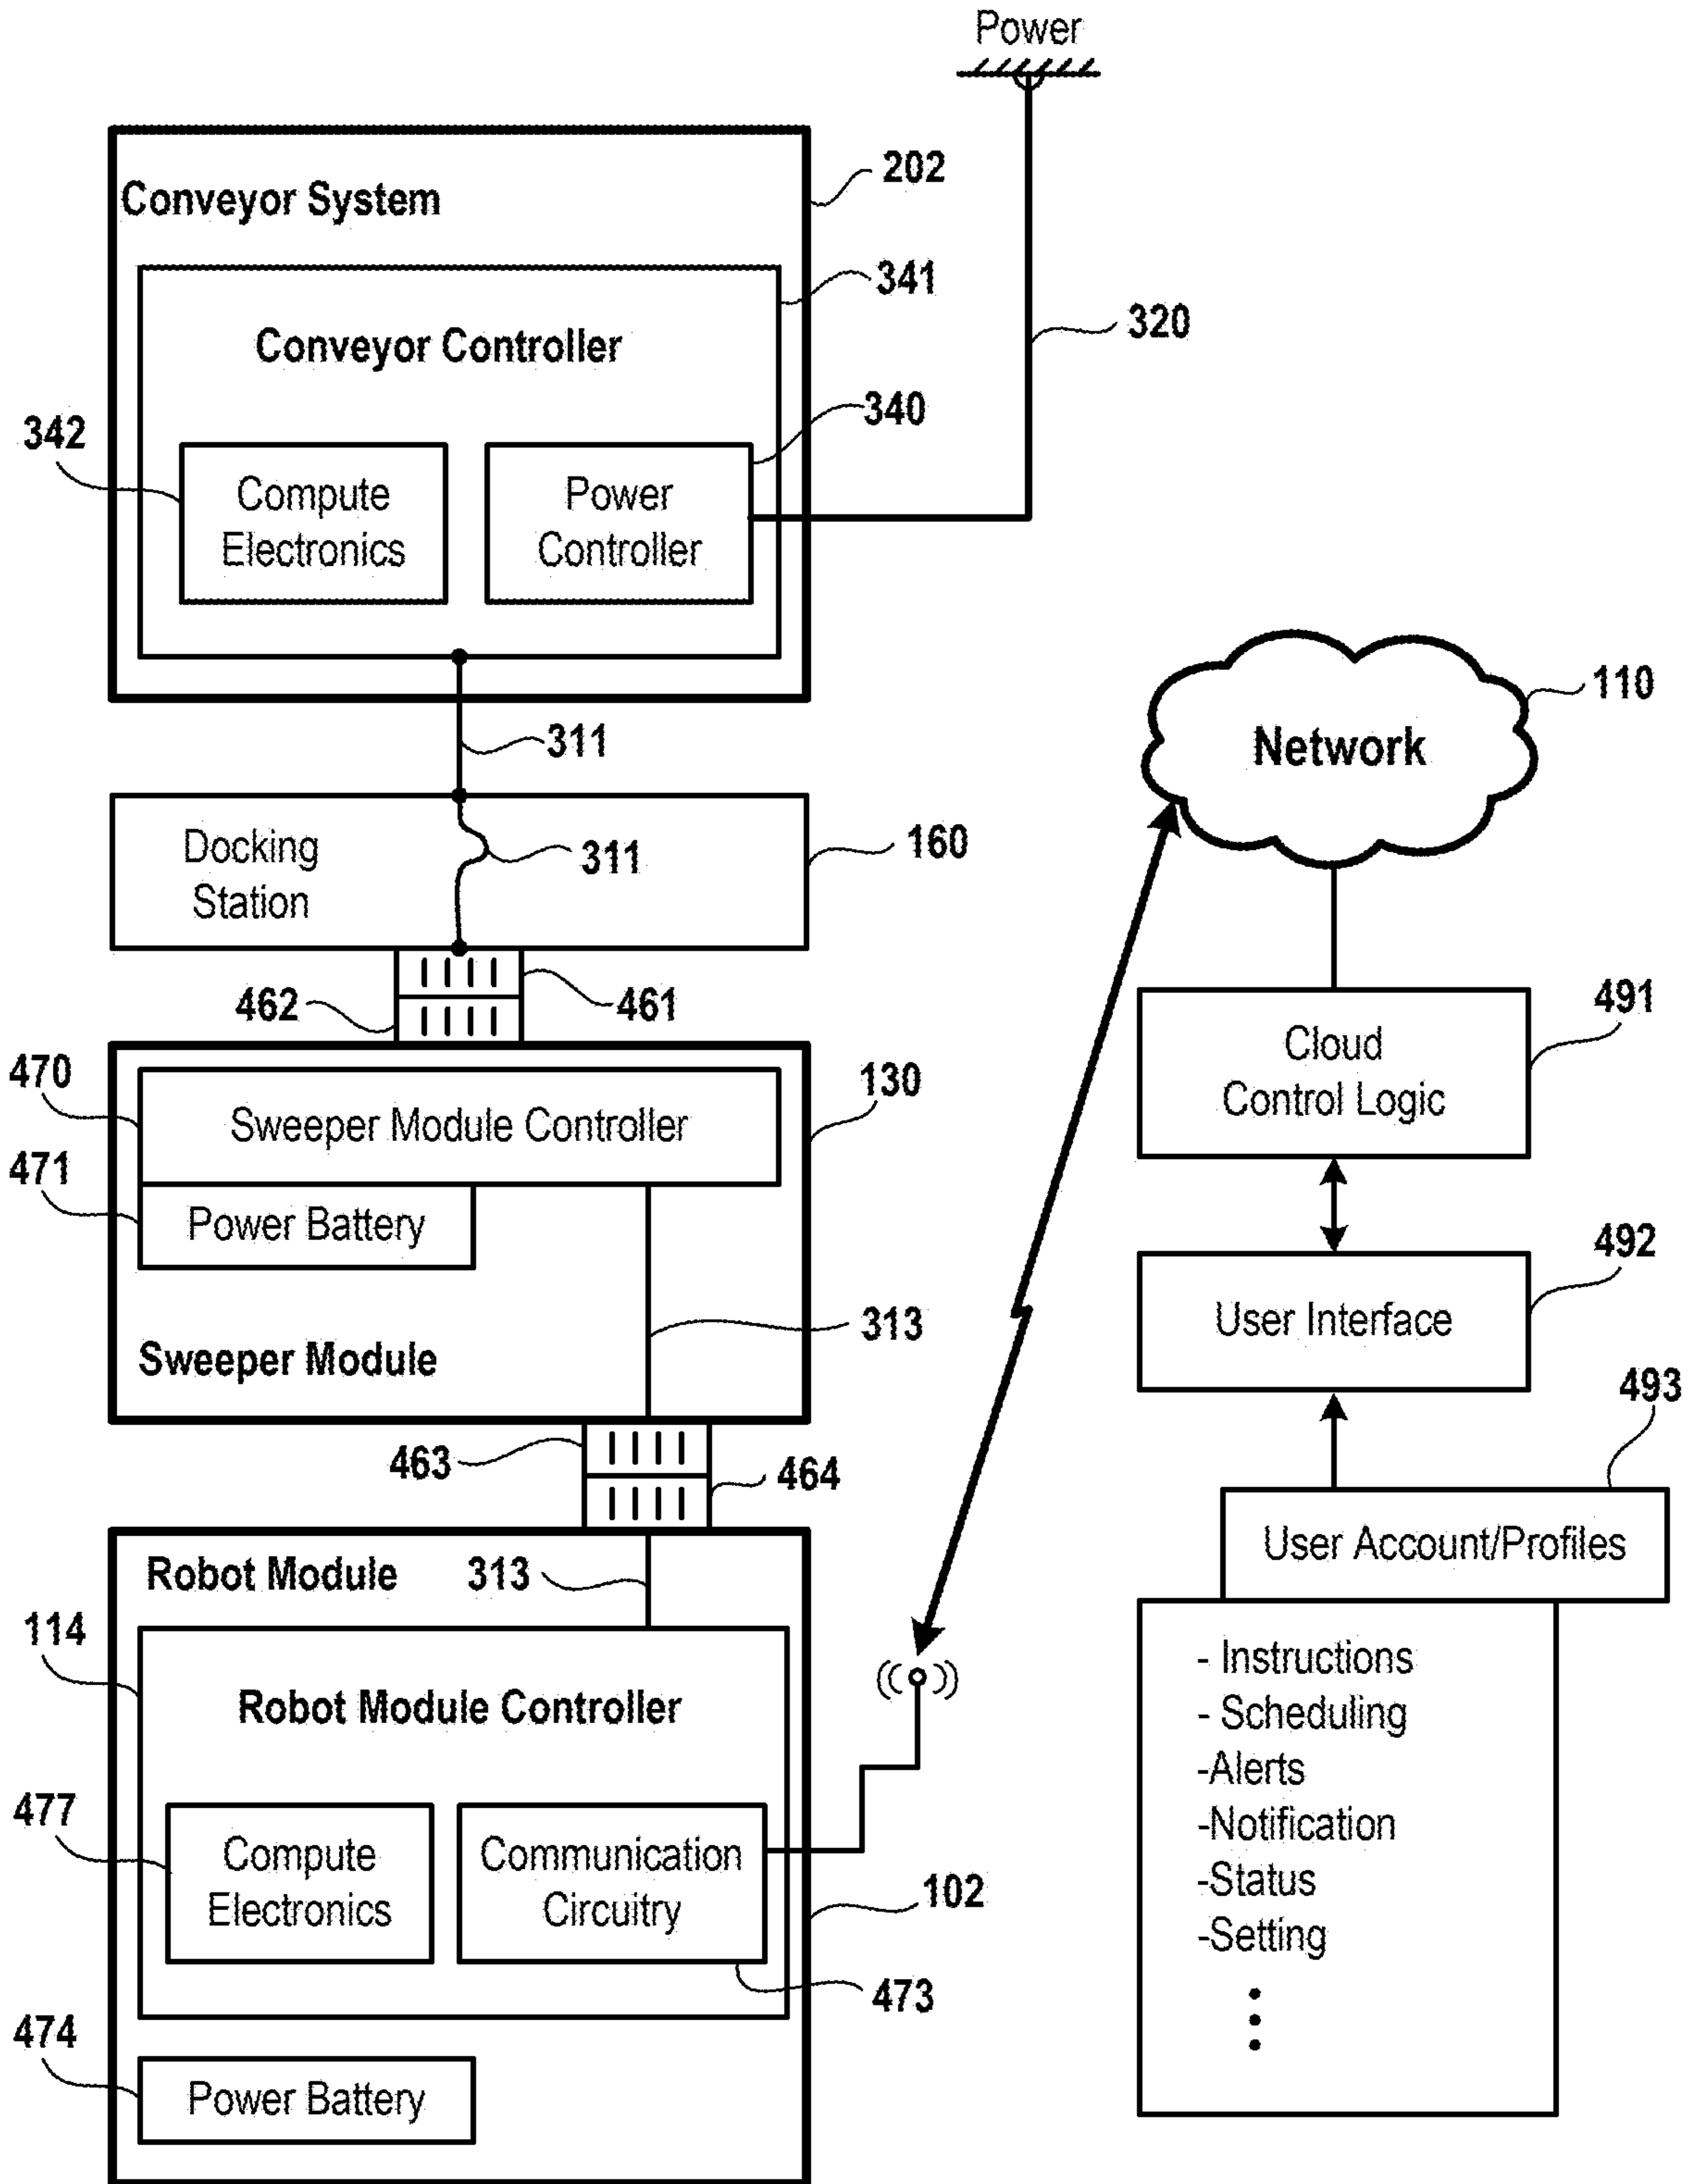 Power
202
Conveyor System
341
Conveyor Controller
320
340
342
Compute
Electronics
Power
Controller
110
Network
311
Docking
Station
311
160
462
461
491
Cloud
Control Logic
470
130
Sweeper Module Controller
471
Power Battery
492
User Interface
313
Sweeper Module
493
463
464
User Account/Profiles
Robot Module
313
114
- Instructions
- Scheduling
-Alerts
-Notification
-Status
-Setting
Robot Module Controller
477
Compute
Electronics
Communication
Circuitry
102
473
474
Power Battery